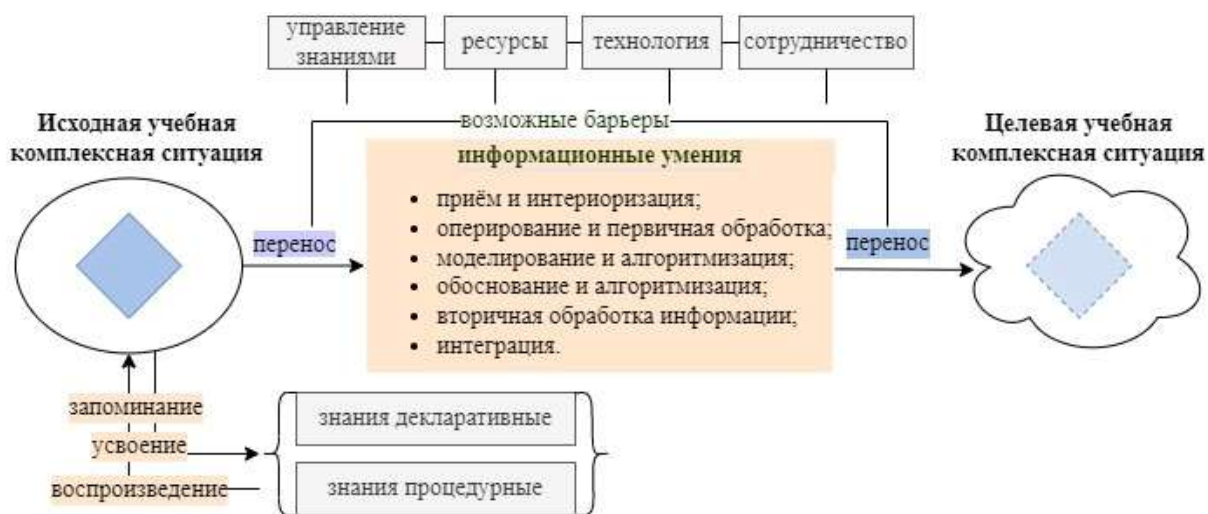 управление
знаниями
ресурсы
технология
сотрудничество
возможные барьеры
Исходная учебная
комплексная ситуация
Целевая учебная
комплексная ситуация
информационные умения
• приём и интериоризация;
• оперирование и первичная обработка;
• моделирование и алгоритмизация;
• обоснование и алгоритмизация;
• вторичная обработка информации;
• интеграция.
перенос
перенос
запоминание
усвоение
воспроизведение
знания декларативные
знания процедурные